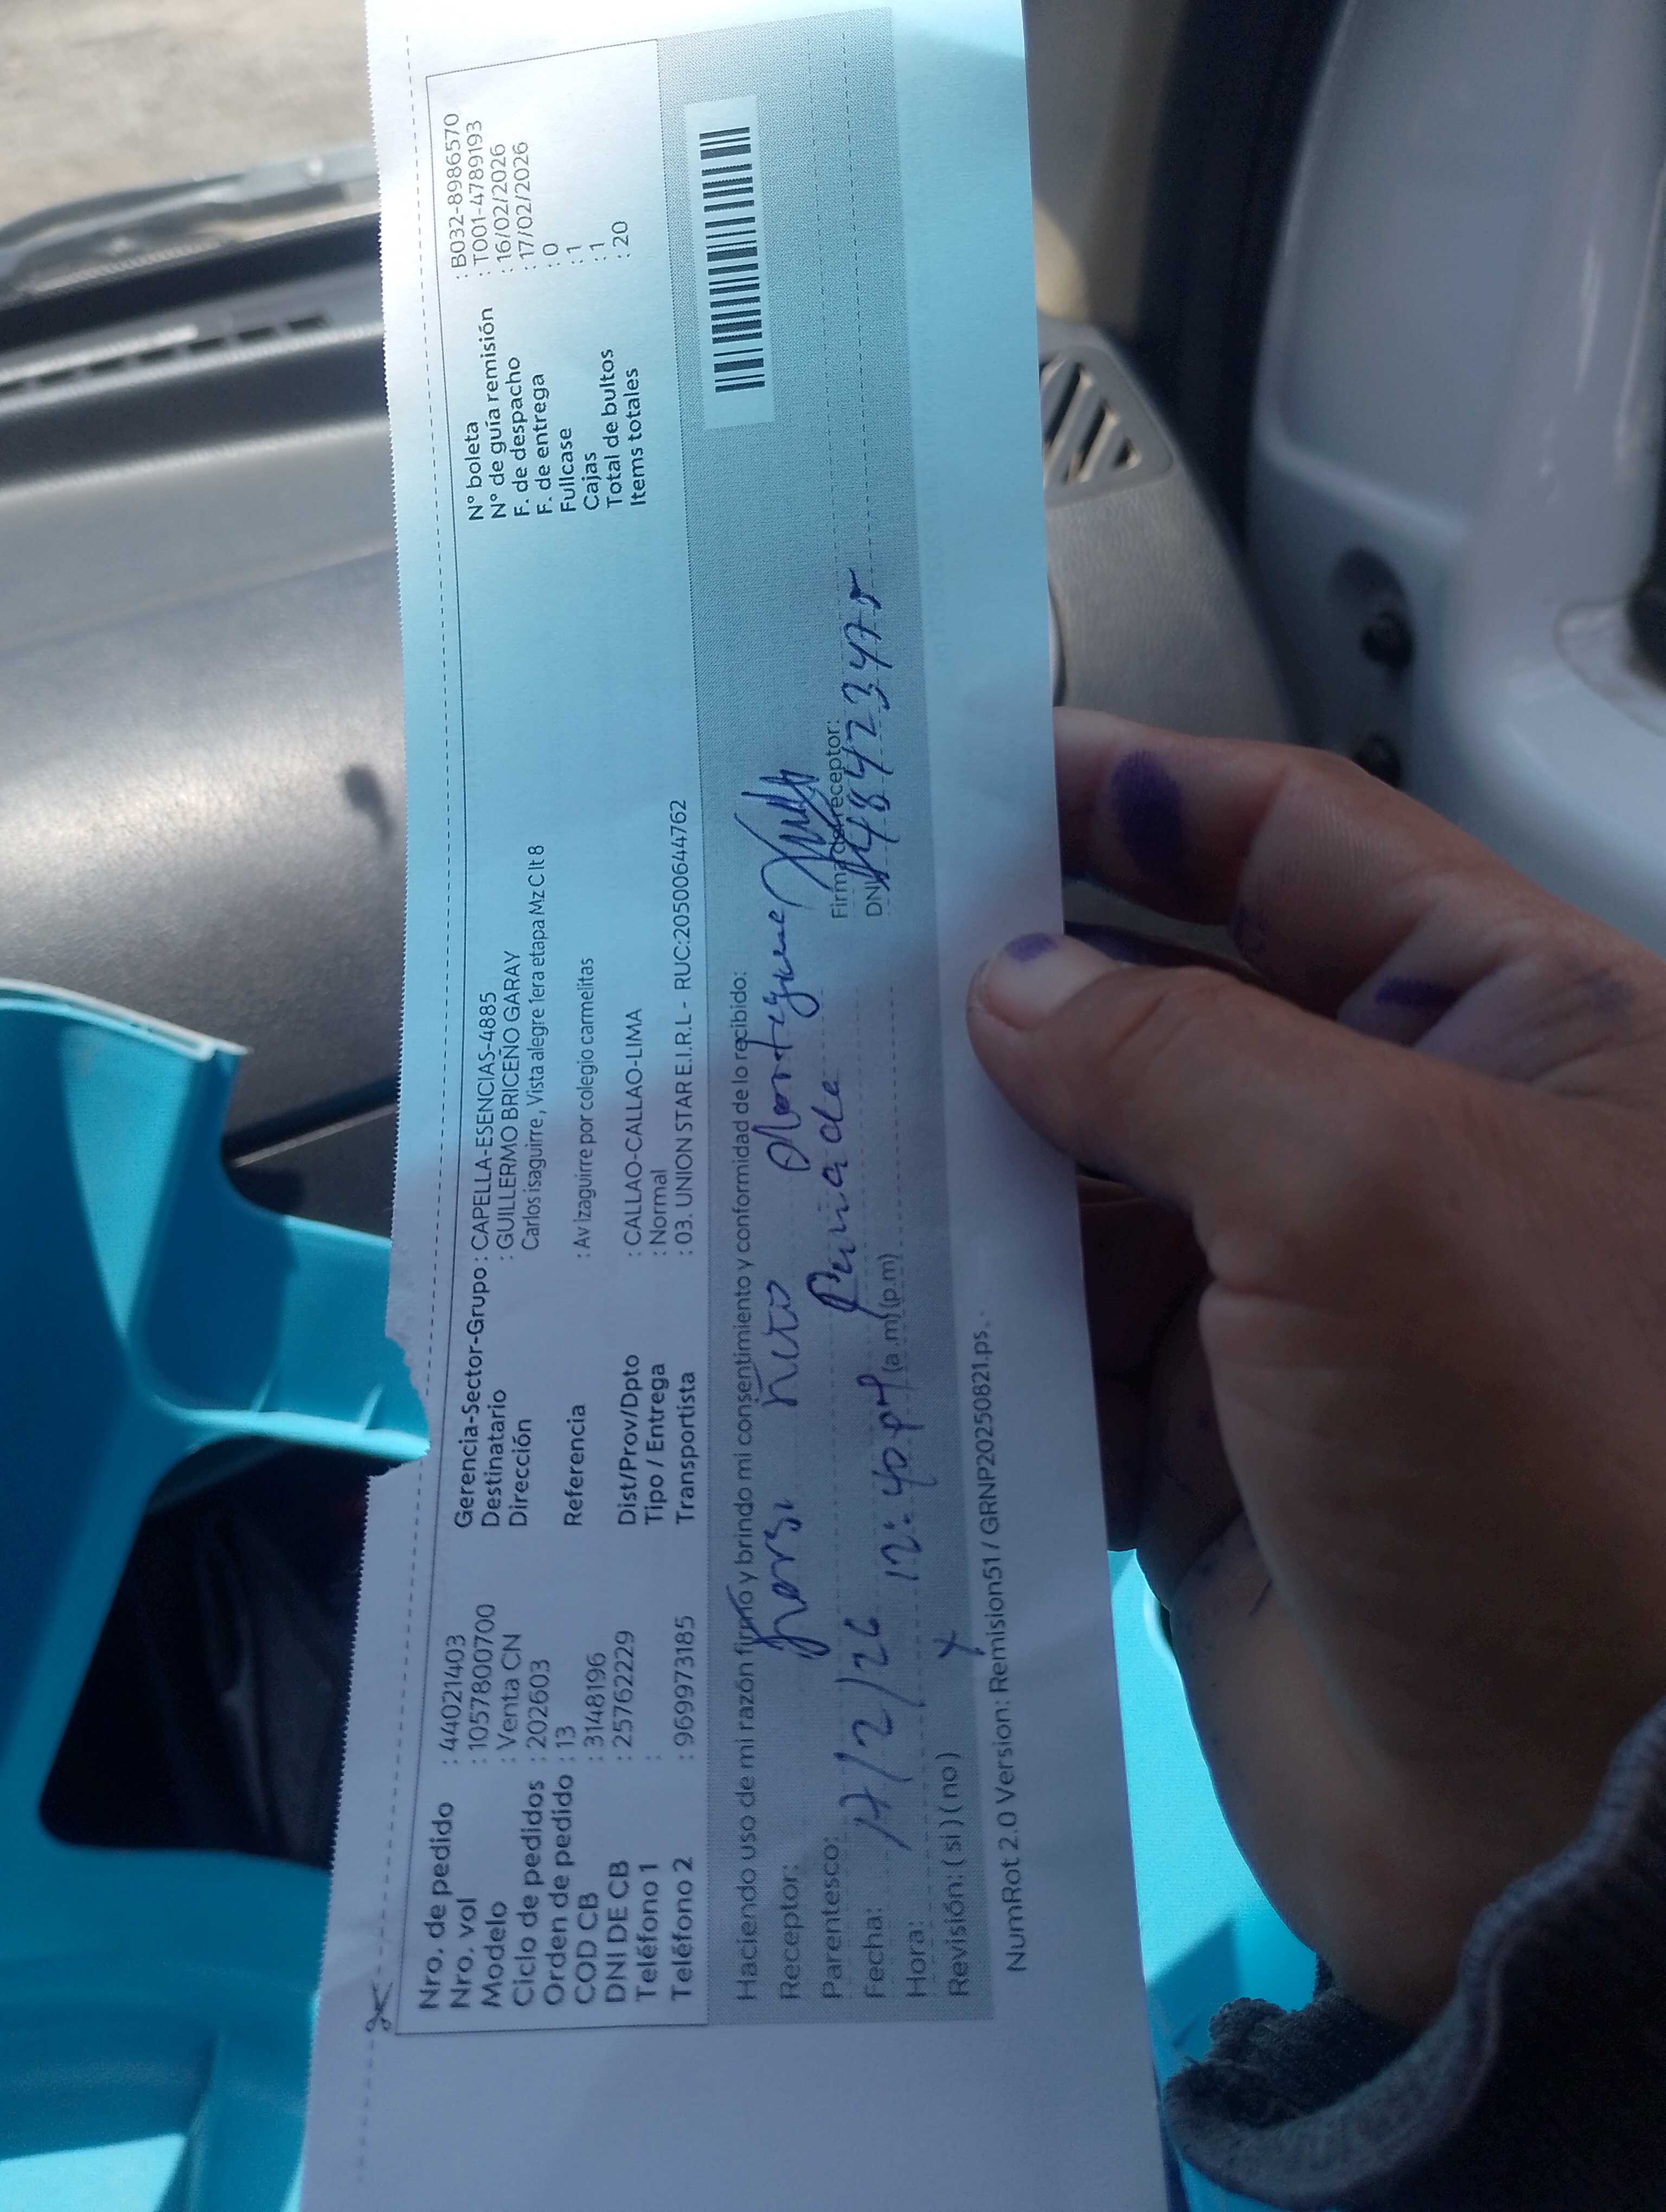 Nro. de pedido : 44021403
Nro. vol : 1057800700
Modelo : Venta CN
Ciclo de pedidos : 202603
Orden de pedido : 13
COD CB : 3148196
DNI DE CB : 25762229
Teléfono 1 :
Teléfono 2 : 969973185
Gerencia-Sector-Grupo : CAPELLA-ESENCIAS-4885
Destinatario : GUILLERMO BRICEÑO GARAY
Dirección Carlos isaguirre, Vista alegre 1era etapa Mz C lt 8
Referencia : Av izaguirre por colegio carmelitas
Dist/Prov/Dpto : CALLAO-CALLAO-LIMA
Tipo / Entrega : Normal
Transportista : 03. UNION STAR E.I.R.L - RUC:20500644762
N° boleta : B032-8986570
N° de guía remisión : T001-4789193
F. de despacho : 16/02/2026
F. de entrega : 17/02/2026
Fullcase : 0
Cajas : 1
Total de bultos : 1
Items totales : 20
Haciendo uso de mi razón firmo y brindo mi consentimiento y conformidad de lo recibido:
Receptor:
Parentesco:
Fecha: 17/2/26
Hora: 12:40 pm (a.m) (p.m)
Revisión: ( si ) ( no ) X
Firma de receptor:
DNI: 48423475
NumRot 2.0 Version: Remision51 / GRNP20250821.ps.